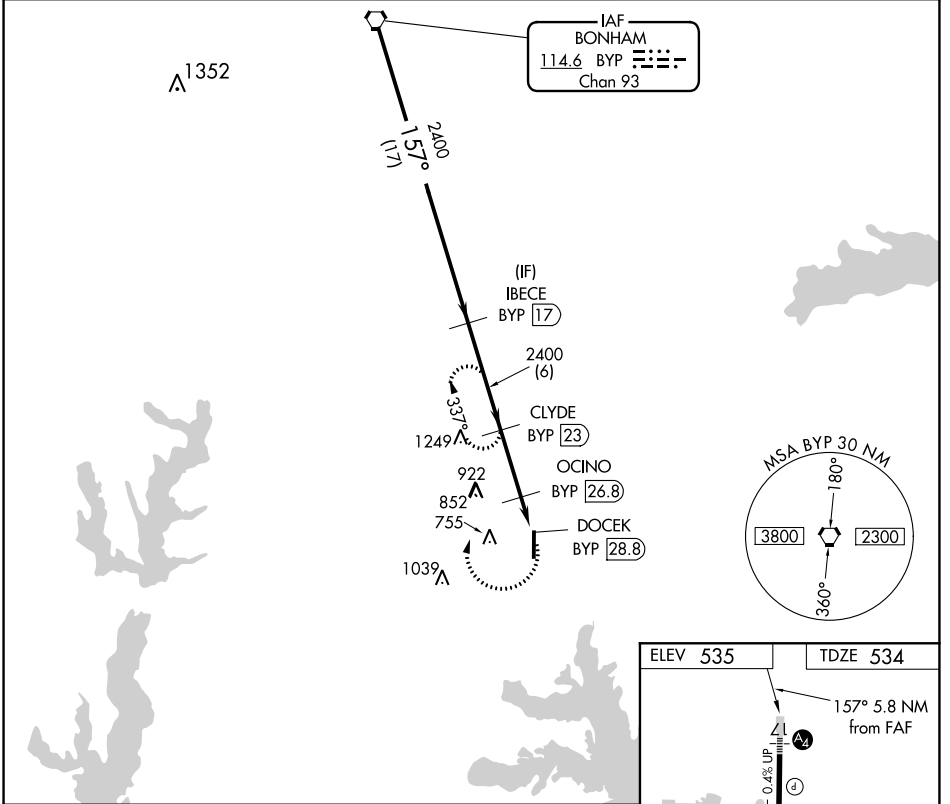 IAF
BONHAM
114.6 BYP
Chan 93
1352
2400
157°
(17)
(IF)
IBECE
BYP 17
2400
(6)
337°
CLYDE
BYP 23
1249
OCINO
BYP 26.8
922
852
755
DOCEK
BYP 28.8
1039
MSA BYP 30 NM
180°
3800
2300
360°
ELEV 535
TDZE 534
157° 5.8 NM
from FAF
17
A4
0.4% UP
P